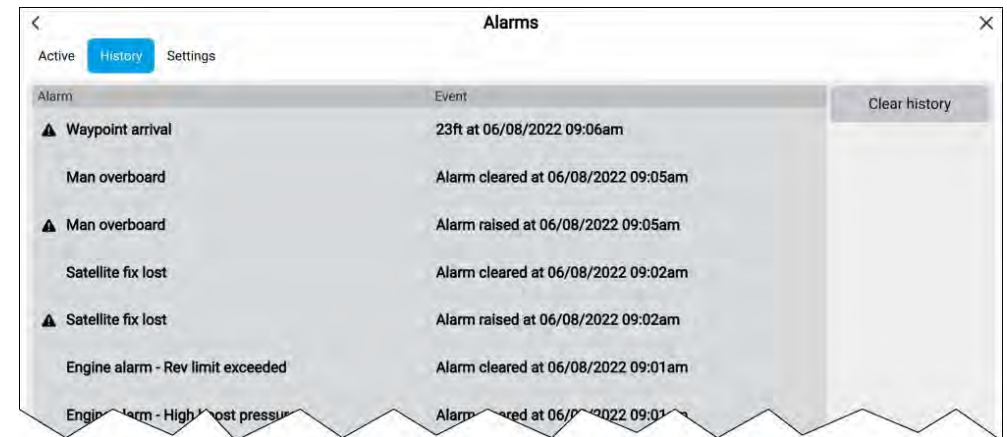 Alarms
Active History Settings
Alarm Event Clear history
Waypoint arrival 23ft at 06/08/2022 09:06am
Man overboard Alarm cleared at 06/08/2022 09:05am
Man overboard Alarm raised at 06/08/2022 09:05am
Satellite fix lost Alarm cleared at 06/08/2022 09:02am
Satellite fix lost Alarm raised at 06/08/2022 09:02am
Engine alarm - Rev limit exceeded Alarm cleared at 06/08/2022 09:01am
- High at